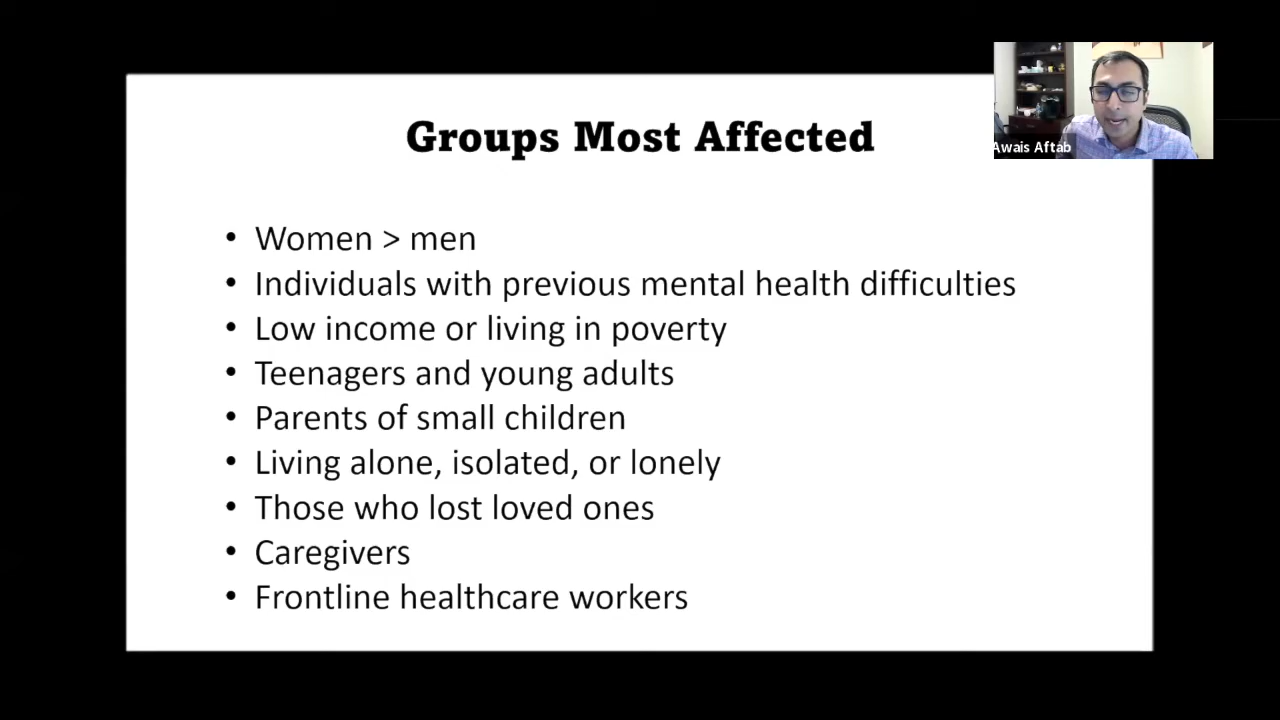 Groups Most Affected
Awais Aftab
• Women > men
• Individuals with previous mental health difficulties
• Low income or living in poverty
• Teenagers and young adults
• Parents of small children
• Living alone, isolated, or lonely
• Those who lost loved ones
• Caregivers
• Frontline healthcare workers